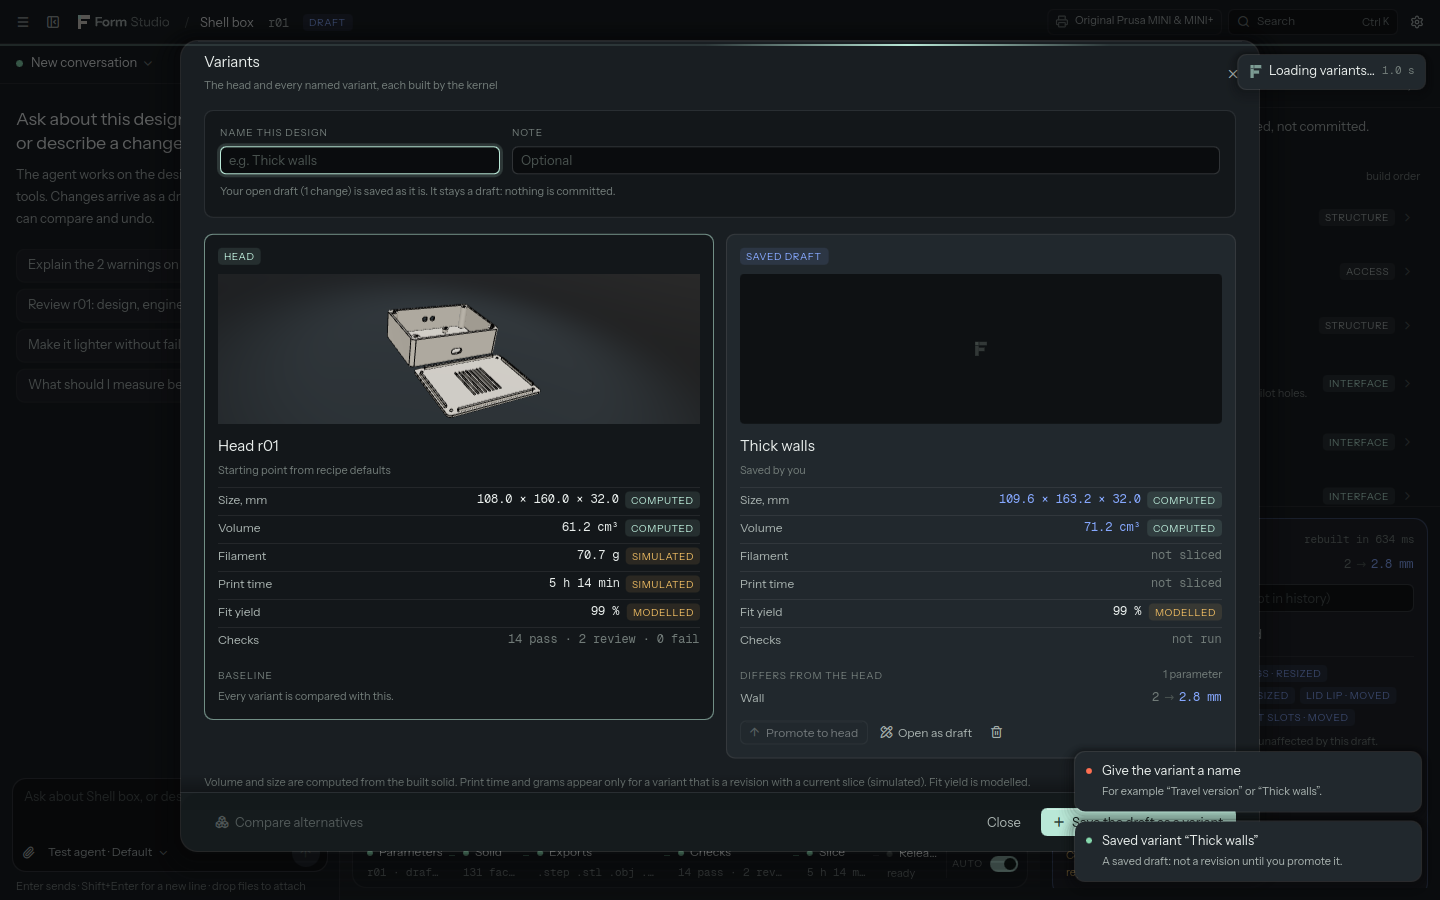 Form Studio / Shell box r01 DRAFT
Original Prusa MINI & MINI+
Search Ctrl K
New conversation
Variants
The head and every named variant, each built by the kernel
Loading variants... 1.0 s
Ask about this design
or describe a change
The agent works on the desi
tools. Changes arrive as a dr
can compare and undo.
Explain the 2 warnings on
Review r01: design, engine
Make it lighter without fail
What should I measure be
NAME THIS DESIGN
e.g. Thick walls
NOTE
Optional
Your open draft (1 change) is saved as it is. It stays a draft: nothing is committed.
HEAD
Head r01
Starting point from recipe defaults
Size, mm 108.0 × 160.0 × 32.0 COMPUTED
Volume 61.2 cm³ COMPUTED
Filament 70.7 g SIMULATED
Print time 5 h 14 min SIMULATED
Fit yield 99 % MODELLED
Checks 14 pass · 2 review · 0 fail
BASELINE
Every variant is compared with this.
SAVED DRAFT
F
Thick walls
Saved by you
Size, mm 109.6 × 163.2 × 32.0 COMPUTED
Volume 71.2 cm³ COMPUTED
Filament not sliced
Print time not sliced
Fit yield 99 % MODELLED
Checks not run
DIFFERS FROM THE HEAD 1 parameter
Wall 2 → 2.8 mm
Promote to head Open as draft
Volume and size are computed from the built solid. Print time and grams appear only for a variant that is a revision with a current slice (simulated). Fit yield is modelled.
Compare alternatives
Close
Save the draft as a variant
ed, not committed.
build order
STRUCTURE
ACCESS
STRUCTURE
INTERFACE
ilot holes.
INTERFACE
INTERFACE
rebuilt in 634 ms
2 → 2.8 mm
ot in history)
SS · RESIZED
SIZED LID LIP · MOVED
T SLOTS · MOVED
unaffected by this draft.
Give the variant a name
For example “Travel version” or “Thick walls”.
Saved variant “Thick walls”
A saved draft: not a revision until you promote it.
Ask about Shell box, or des
Test agent · Default
Enter sends · Shift+Enter for a new line · drop files to attach
Parameters … Solid … Exports … Checks … Slice … Relea…
r01 · draf… 131 fac… .step .stl .obj … 14 pass · 2 rev… 5 h 14 m… ready
AUTO